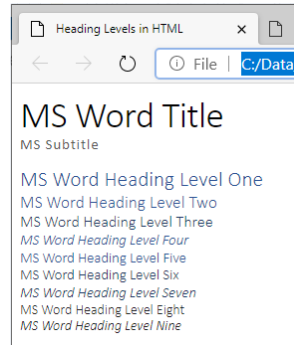 Heading Levels in HTML
File C:/Data
MS Word Title
MS Subtitle
MS Word Heading Level One
MS Word Heading Level Two
MS Word Heading Level Three
MS Word Heading Level Four
MS Word Heading Level Five
MS Word Heading Level Six
MS Word Heading Level Seven
MS Word Heading Level Eight
MS Word Heading Level Nine